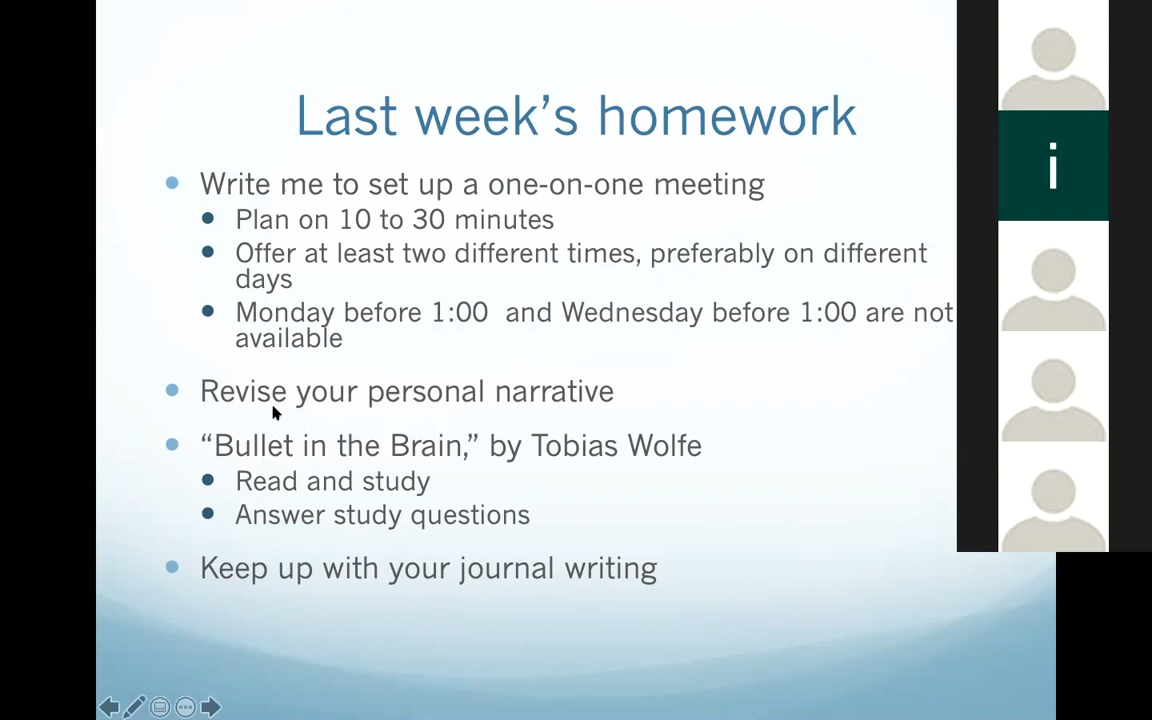 Last week's homework
Write me to set up a one-on-one meeting
Plan on 10 to 30 minutes
Offer at least two different times, preferably on different
days
Monday before 1:00  and Wednesday before 1:00 are not
available
Revise your personal narrative
“Bullet in the Brain,” by Tobias Wolfe
Read and study
Answer study questions
Keep up with your journal writing
i